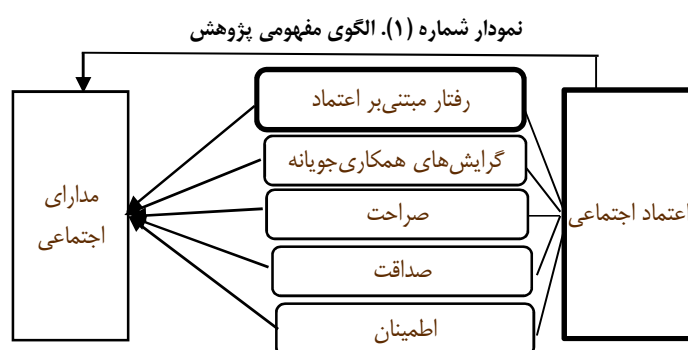 نمودار شماره (۱). الگوی مفهومی پژوهش
رفتار مبتنی‌بر اعتماد
گرایش‌های همکاری‌جویانه
صراحت
صداقت
اطمینان
اعتماد اجتماعی
مدارای
اجتماعی